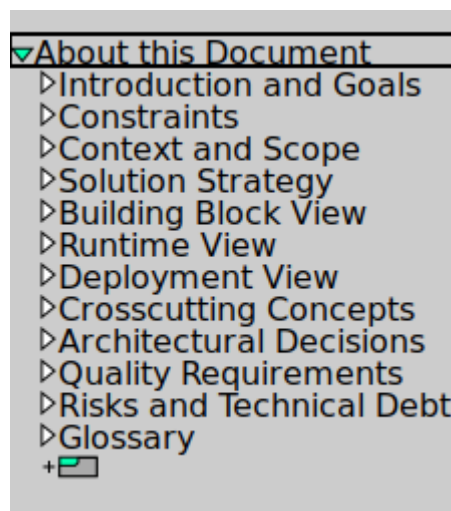 About this Document
Introduction and Goals
Constraints
Context and Scope
Solution Strategy
Building Block View
Runtime View
Deployment View
Crosscutting Concepts
Architectural Decisions
Quality Requirements
Risks and Technical Debt
Glossary
+